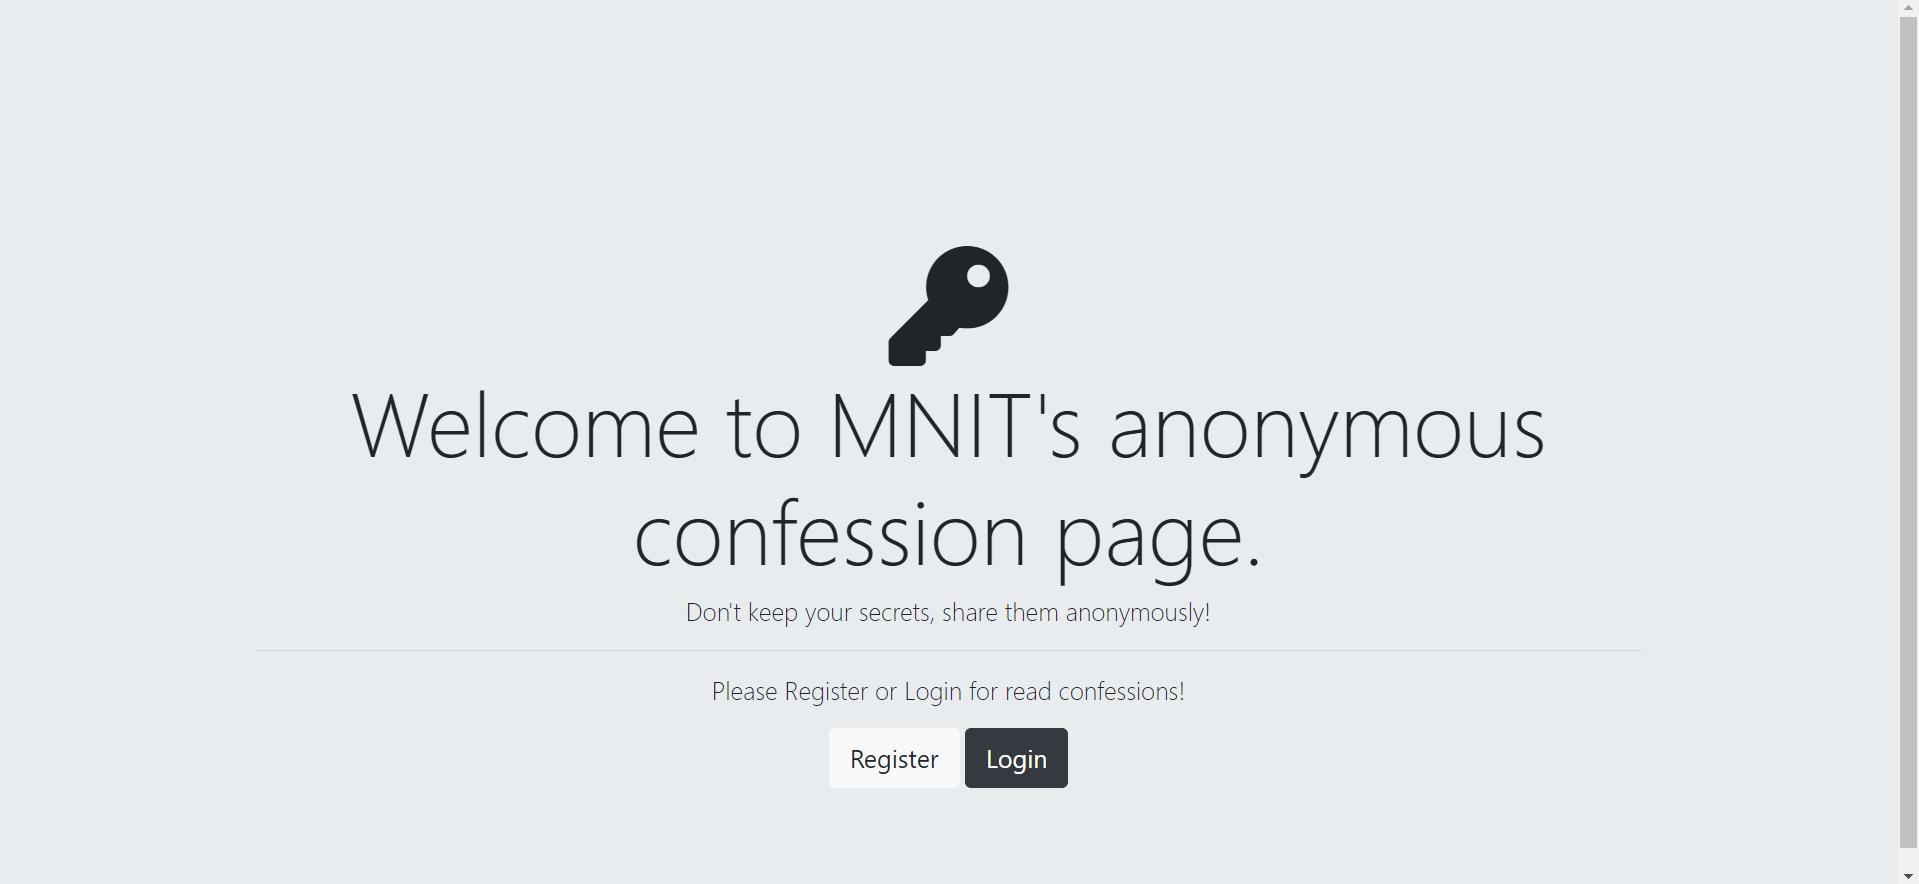 Welcome to MNIT's anonymous
confession page.
Don't keep your secrets, share them anonymously!
Please Register or Login for read confessions!
Register Login